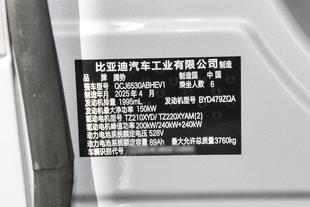 比亚迪汽车工业有限公司 制造
品牌 腾势 制造国 中国
整车型号 QCJ6530ABHEV1 乘坐人数 6
制造年月 2025年 4 月
发动机排量 1995mL 发动机型号 BYD479ZQA
发动机最大净功率 150kW
驱动电机型号 TZ210XYD/ TZ220XYAM(2)
驱动电机峰值功率 200kW/240kW+240kW
动力电池系统额定电压 528V
动力电池系统额定容量 89Ah 最大允许总质量 3760kg
车辆识别代号